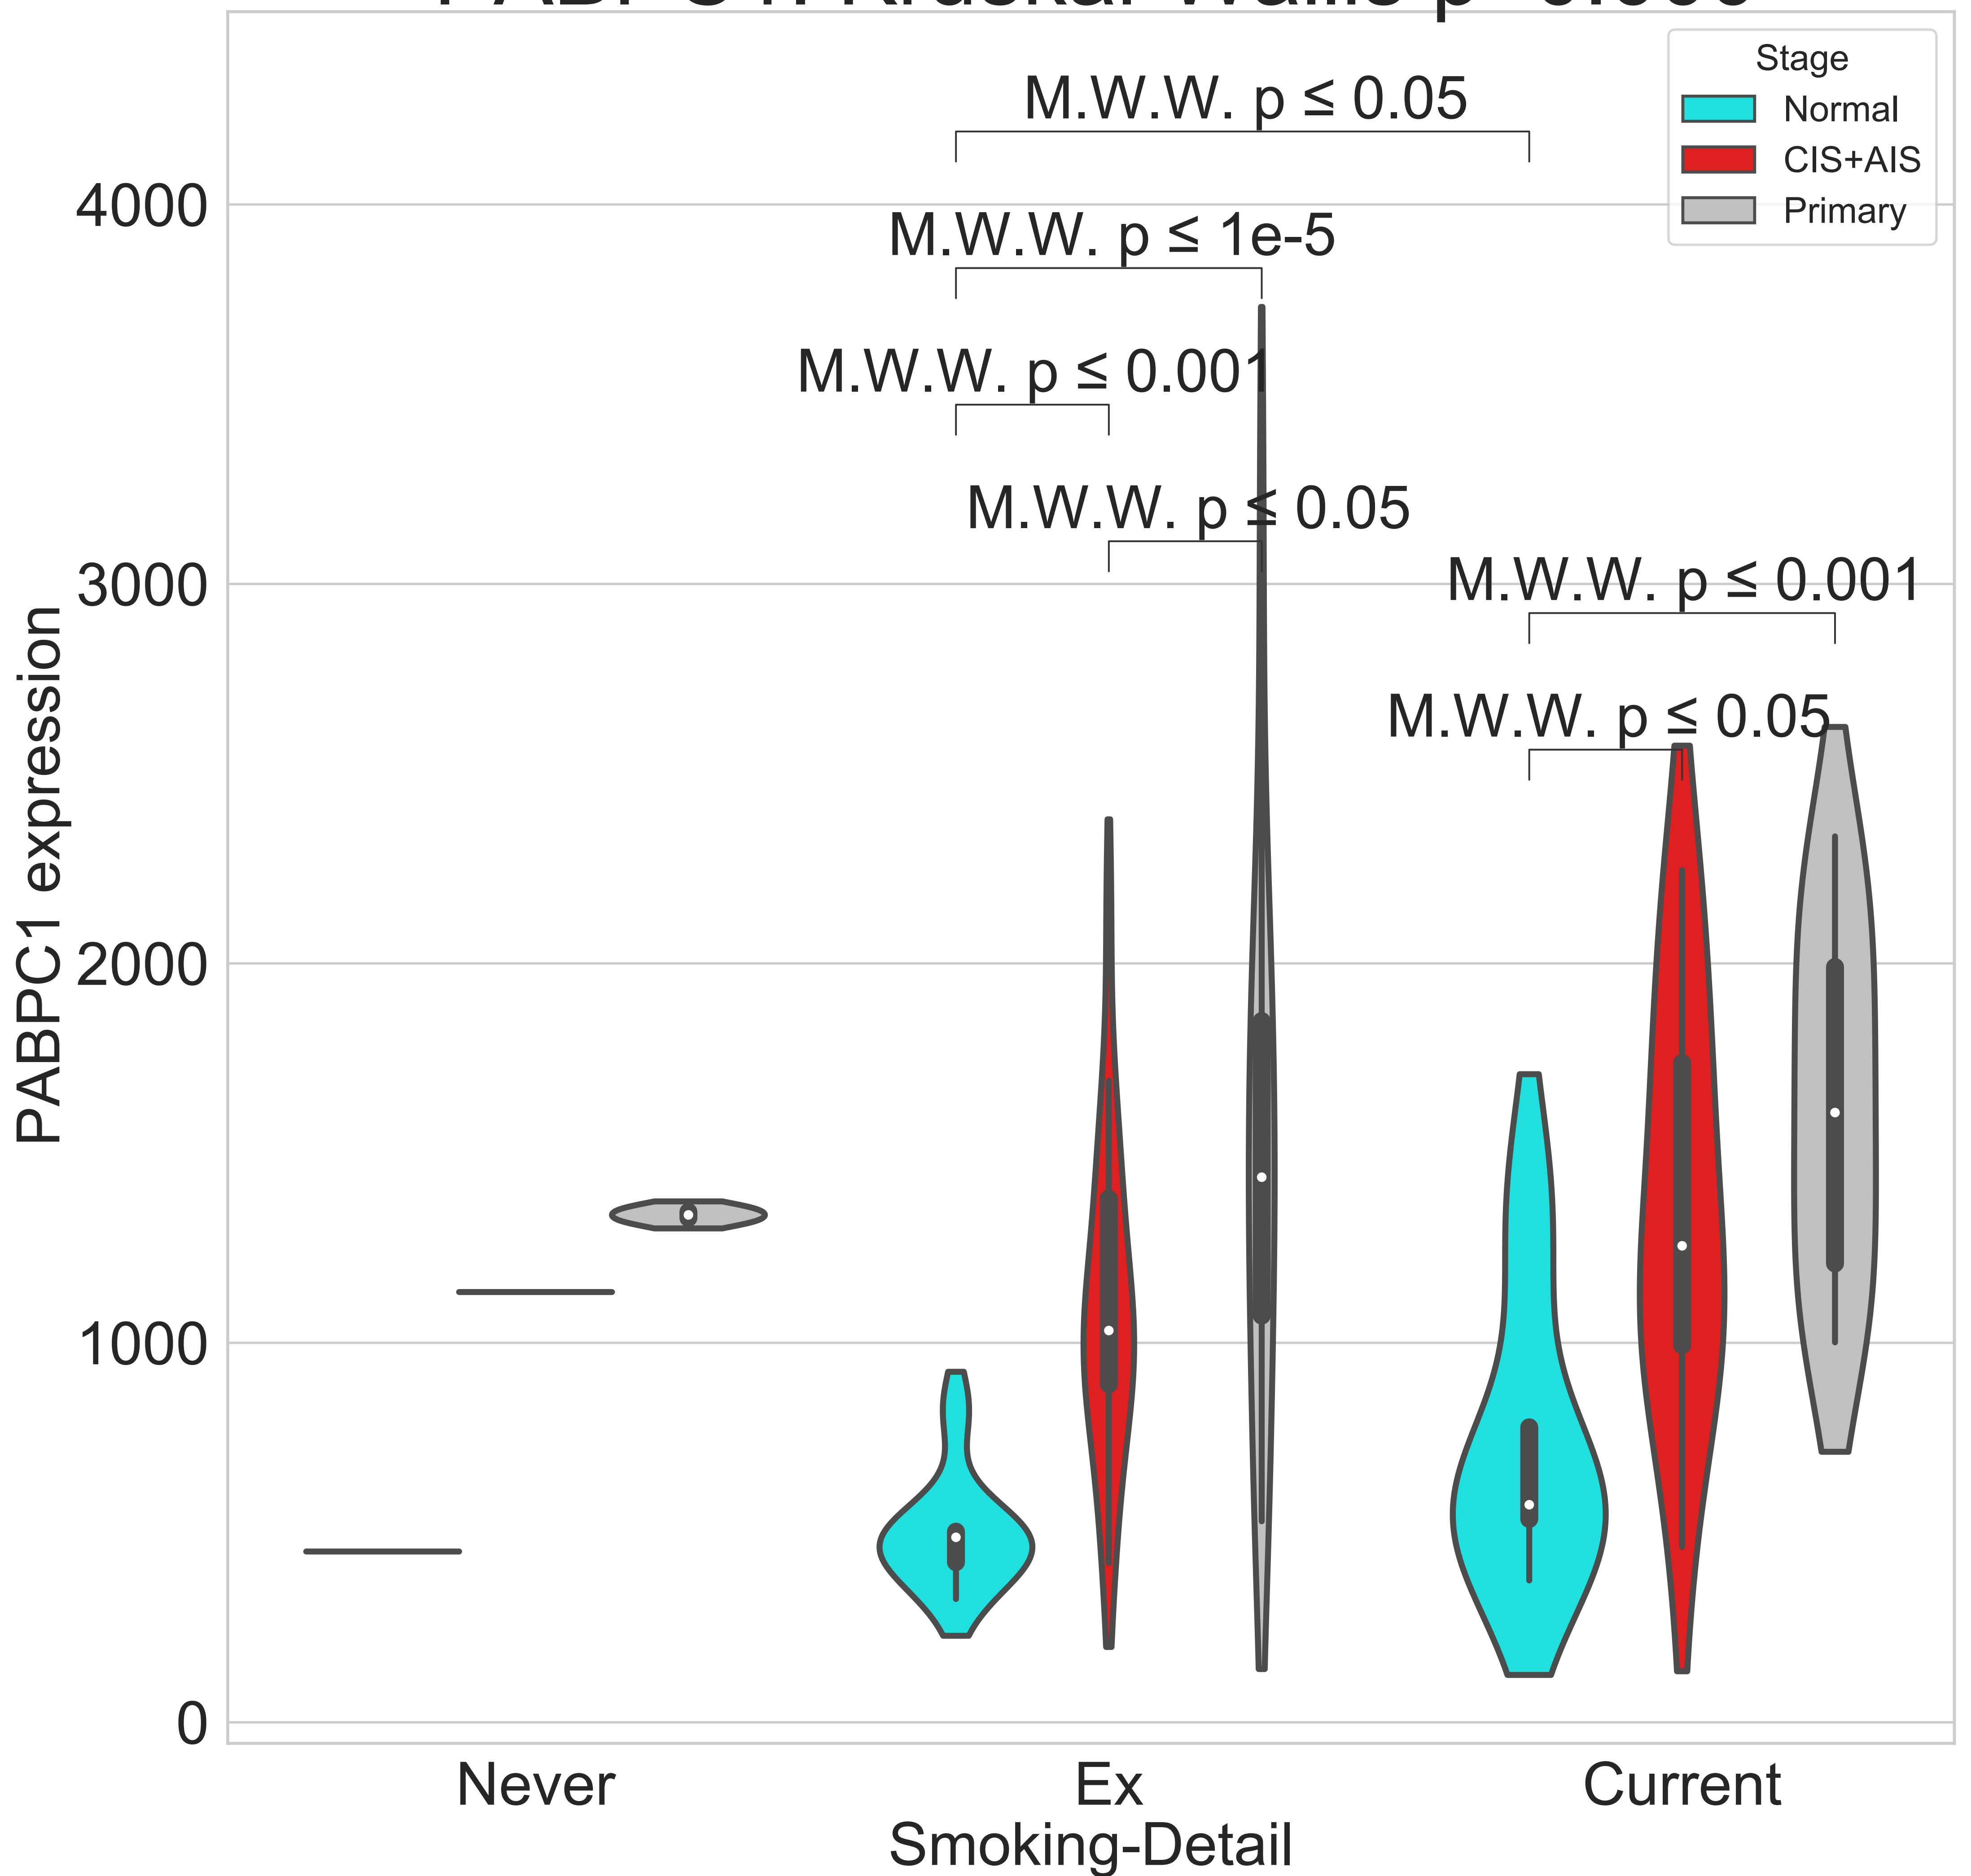 Stage
Normal
CIS+AIS
Primary
M.W.W. p ≤ 0.05
M.W.W. p ≤ 1e-5
M.W.W. p ≤ 0.001
M.W.W. p ≤ 0.05
M.W.W. p ≤ 0.001
M.W.W. p ≤ 0.05
PABPC1 expression
4000
3000
2000
1000
0
Never
Ex
Current
Smoking-Detail